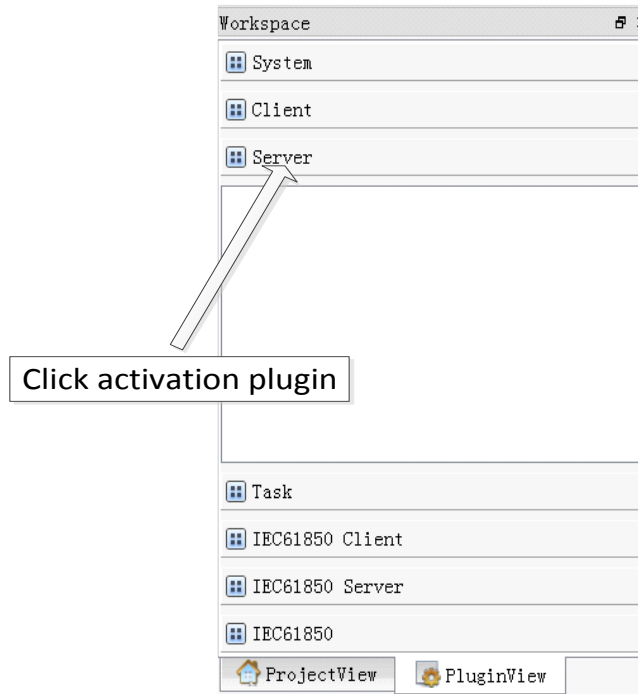 Workspace
System
Client
Server
Click activation plugin
Task
IEC61850 Client
IEC61850 Server
IEC61850
ProjectView PluginView